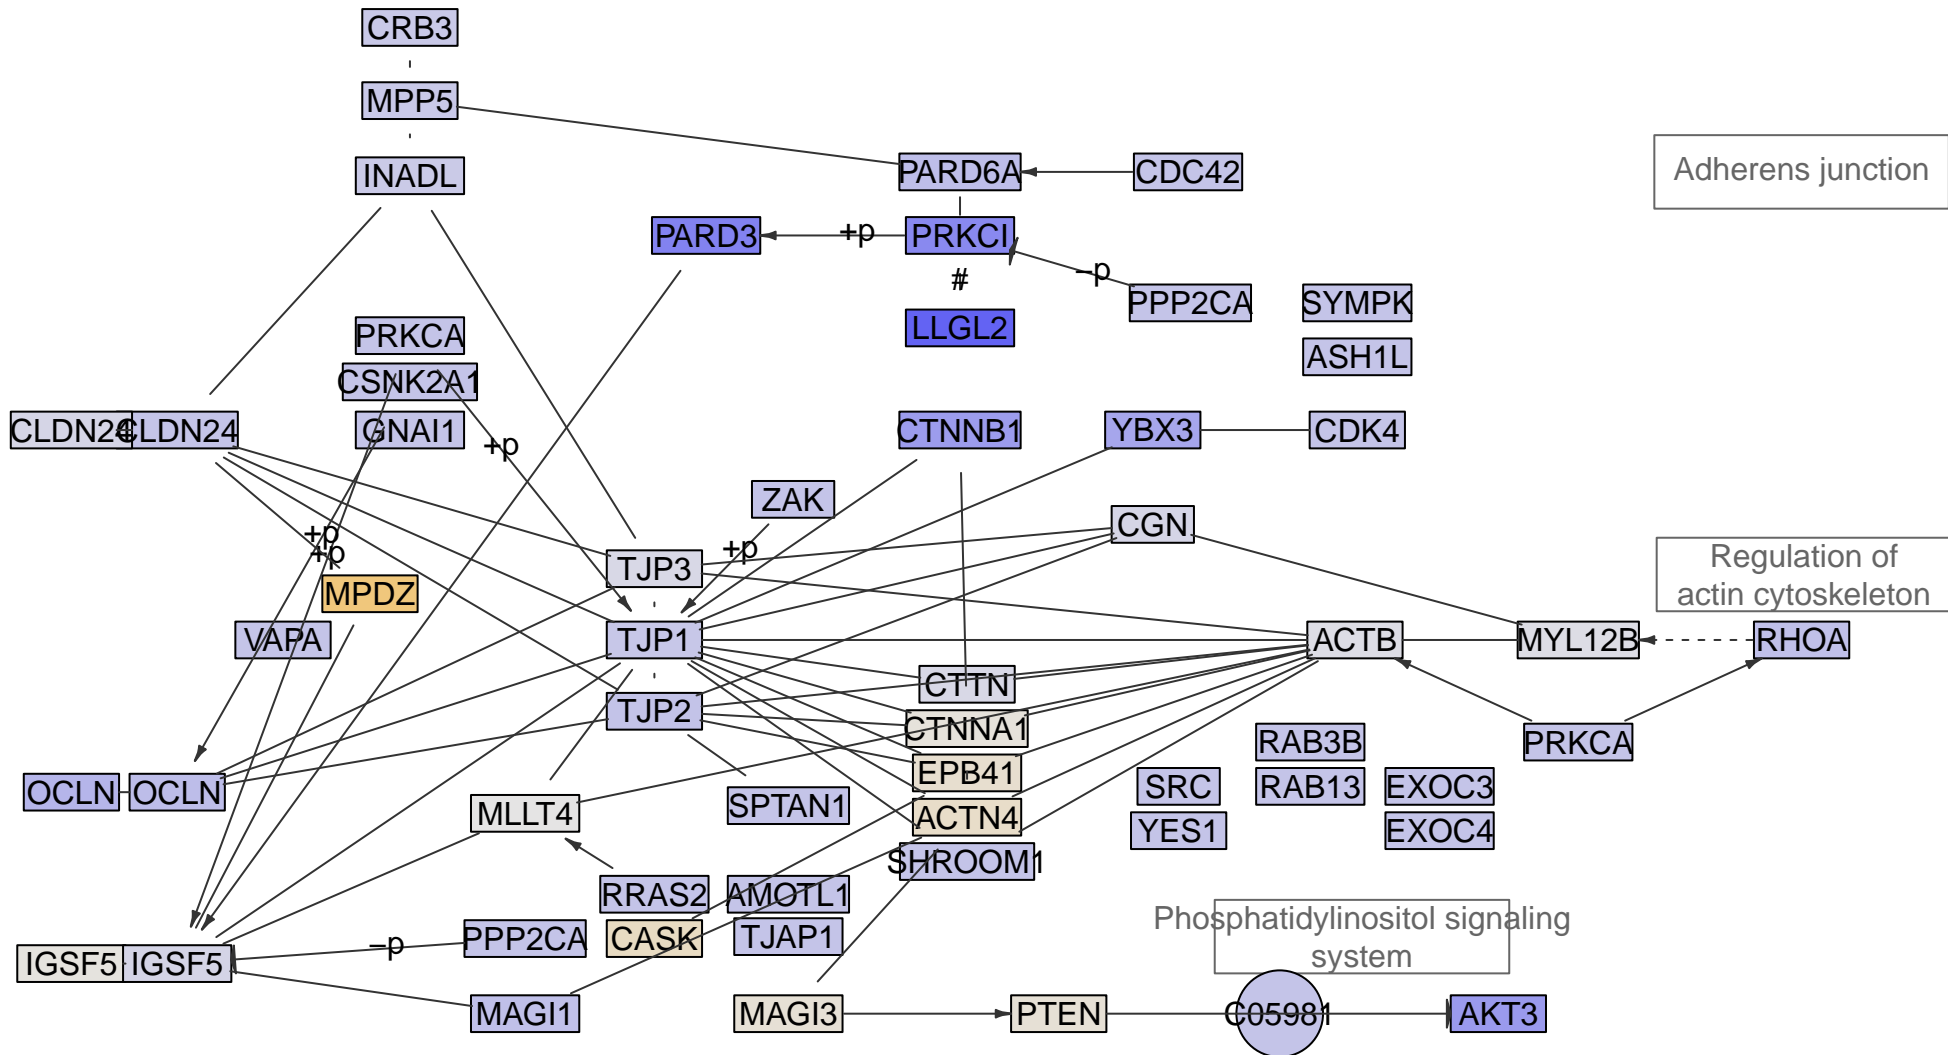 CRB3
MPP5
INADL
PARD6A
CDC42
Adherens junction
PARD3
+p
PRKCI
#
–p
PPP2CA
SYMPK
LLGL2
PRKCA
ASH1L
CSNK2A1
CLDN24
CLDN24
GNAI1
+p
CTNNB1
YBX3
CDK4
ZAK
CGN
+p
+p
+p
TJP3
MPDZ
Regulation of
actin cytoskeleton
VAPA
TJP1
ACTB
MYL12B
RHOA
CTTN
TJP2
CTNNA1
RAB3B
PRKCA
EPB41
OCLN
OCLN
SRC
RAB13
EXOC3
MLLT4
SPTAN1
ACTN4
YES1
EXOC4
SHROOM1
RRAS2
AMOTL1
Phosphatidylinositol signaling
system
–p
PPP2CA
CASK
TJAP1
IGSF5
IGSF5
MAGI1
MAGI3
PTEN
C05981
AKT3